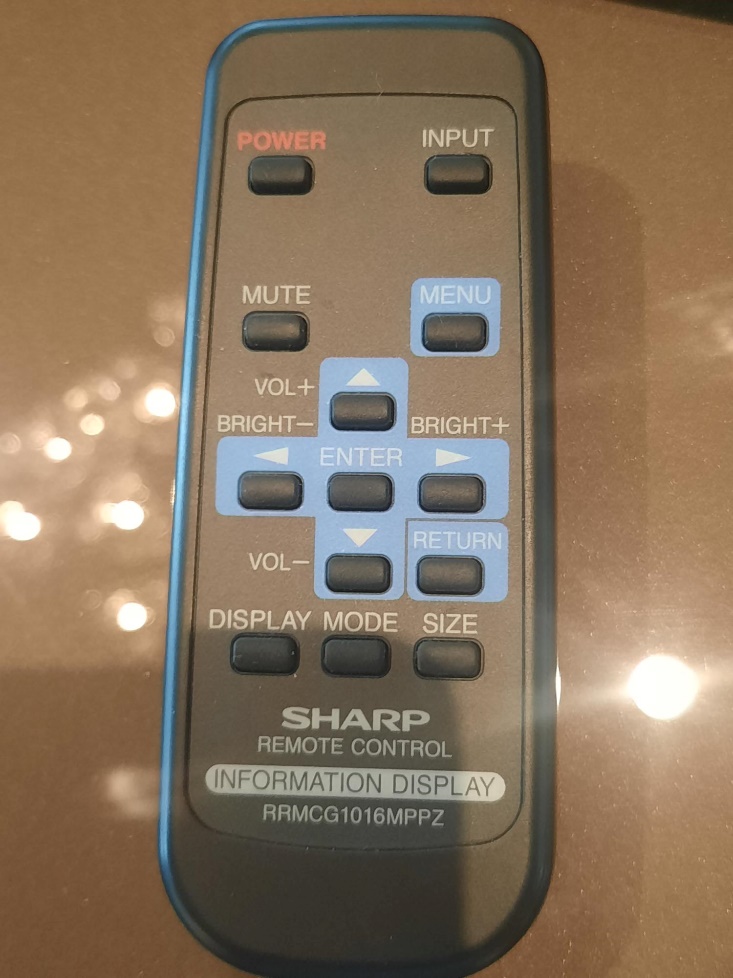 POWER INPUT
MUTE MENU
VOL+
BRIGHT− BRIGHT+
ENTER
VOL− RETURN
DISPLAY MODE SIZE
SHARP
REMOTE CONTROL
INFORMATION DISPLAY
RRMCG1016MPPZ